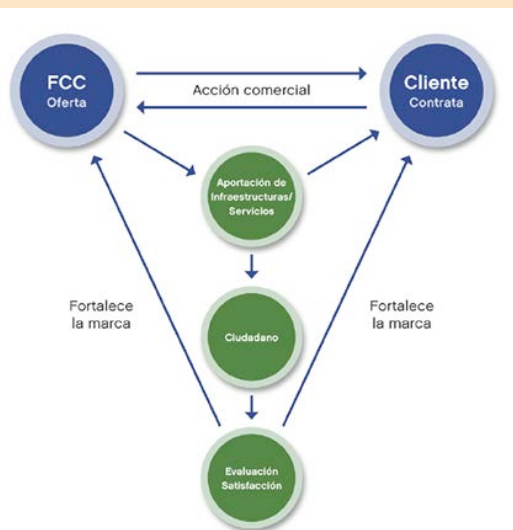 FCC
Oferta
Acción comercial
Cliente
Contrata
Aportación de
Infraestructuras/
Servicios
Fortalece
la marca
Fortalece
la marca
Ciudadano
Evaluación
Satisfacción